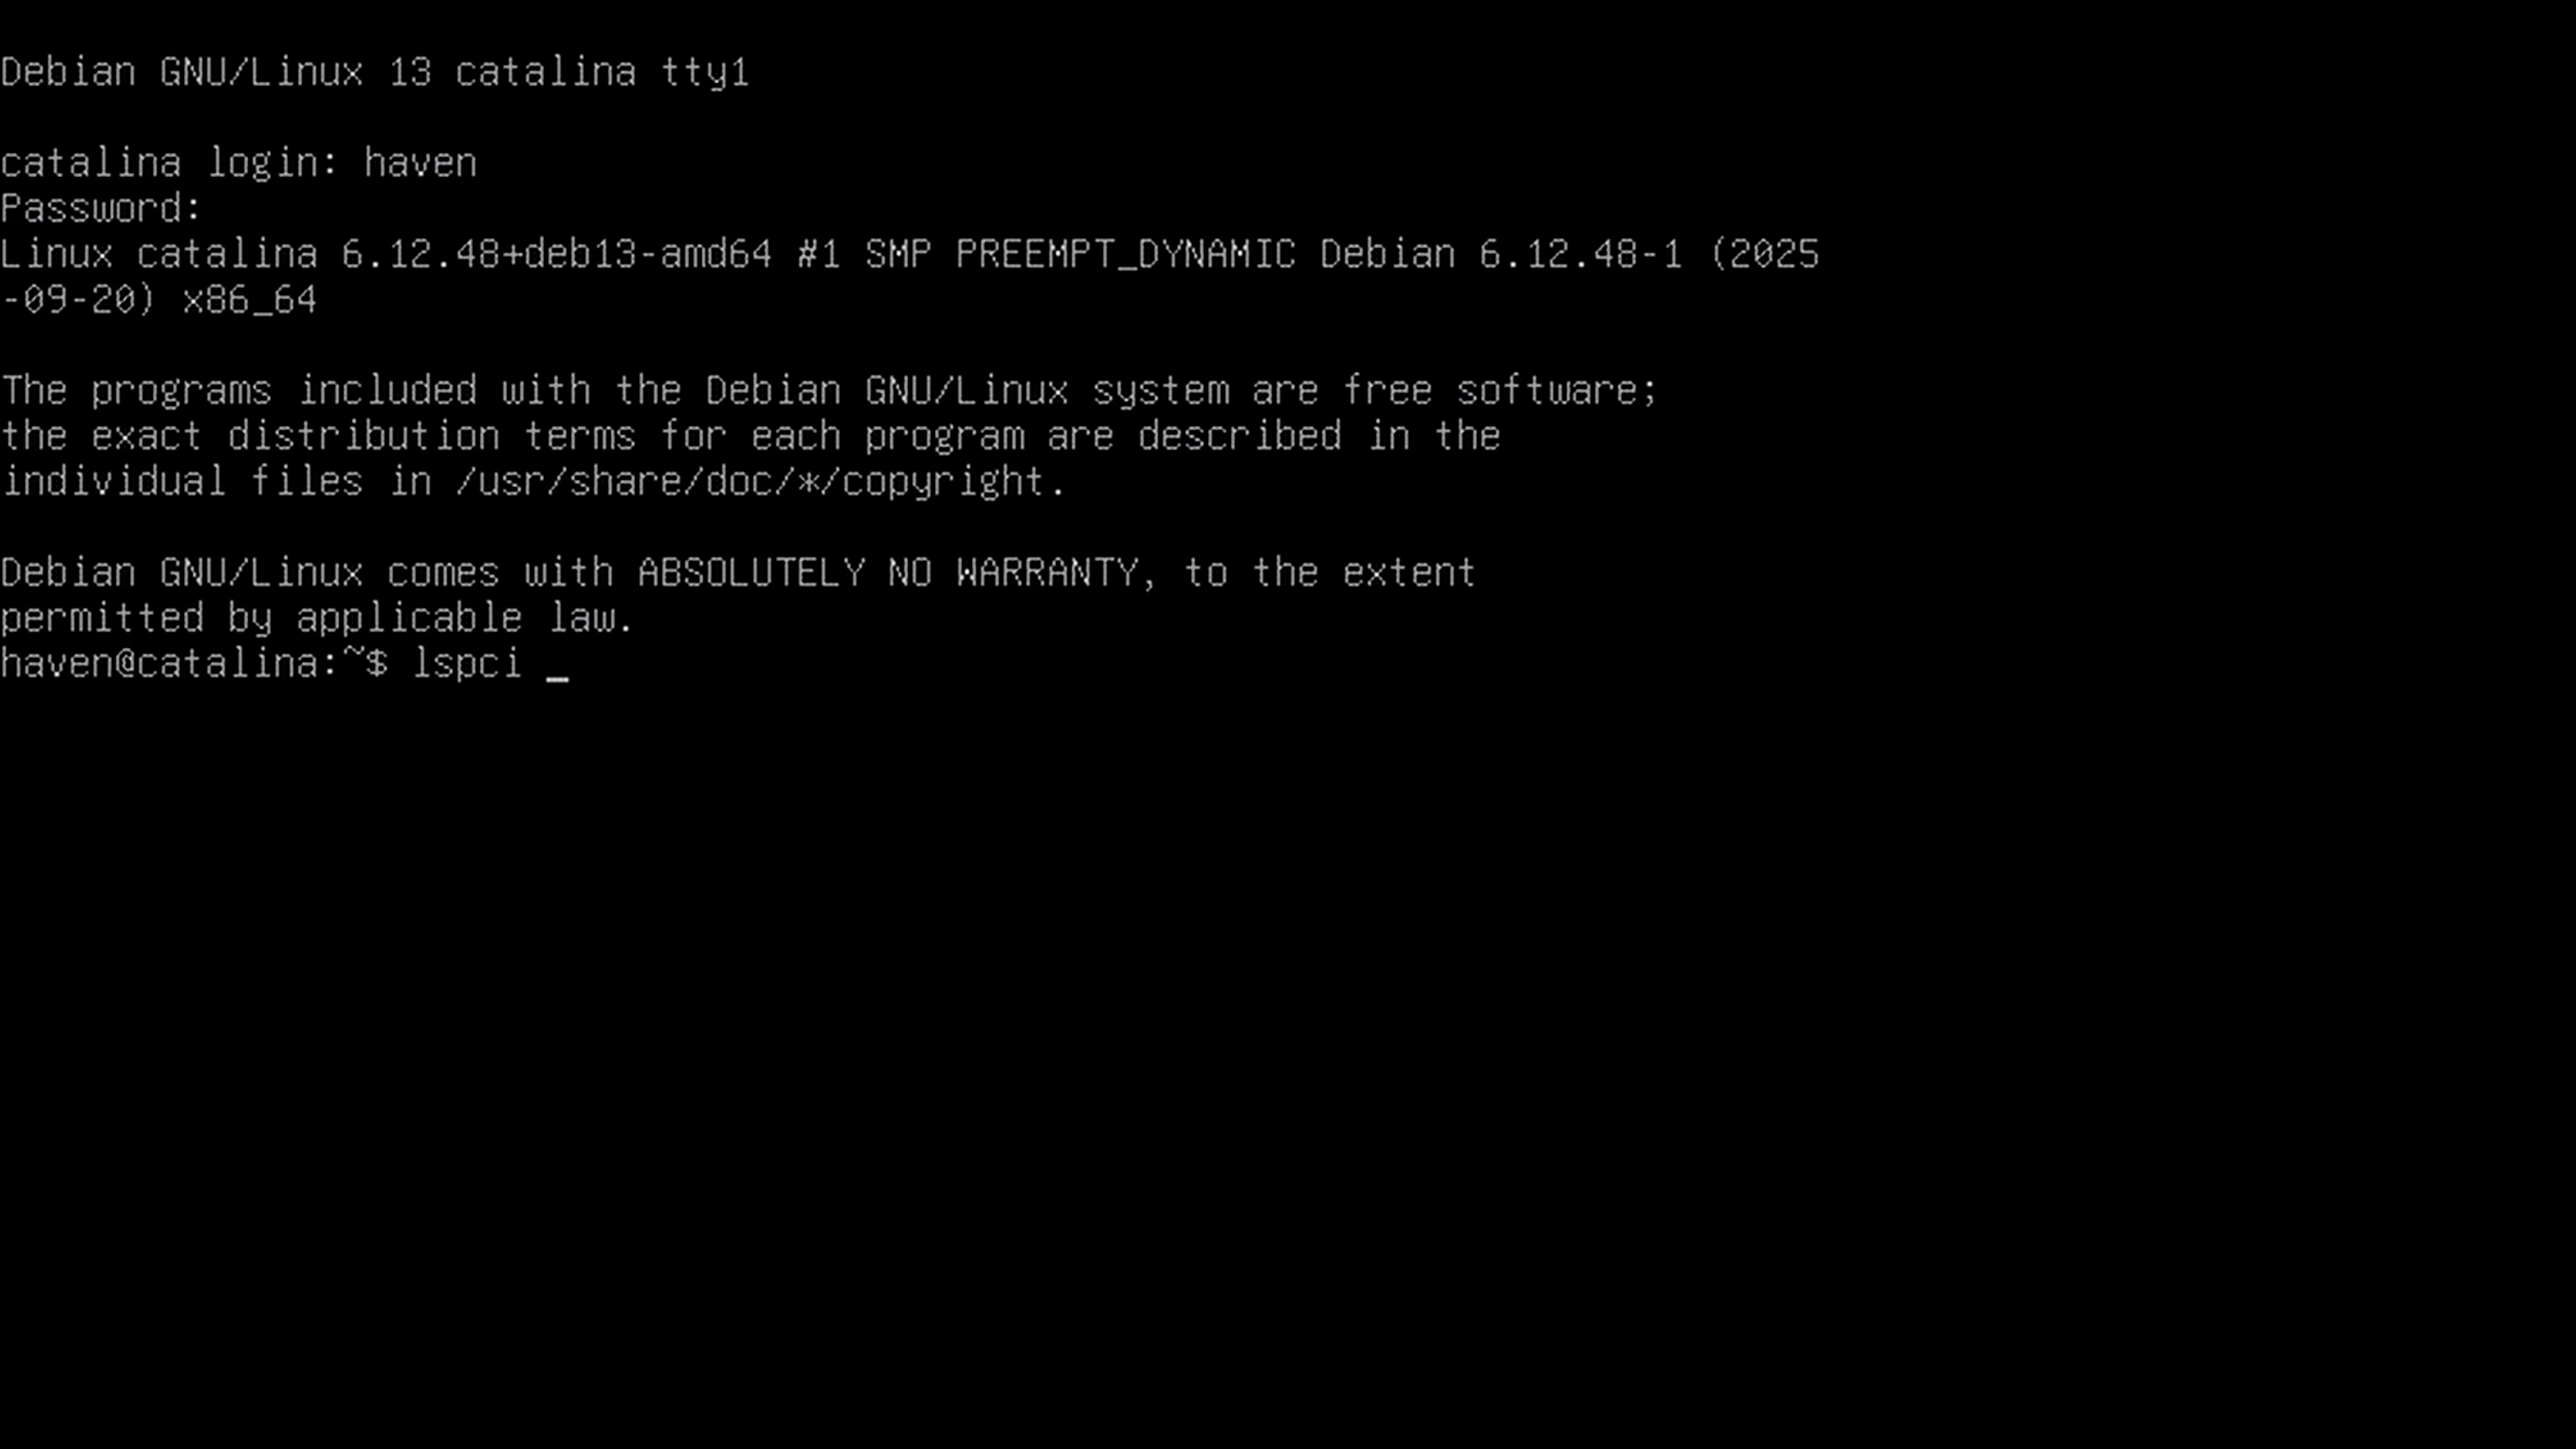 Debian GNU/Linux 13 catalina tty1
catalina login: haven
Password:
Linux catalina 6.12.48+deb13-amd64 #1 SMP PREEMPT_DYNAMIC Debian 6.12.48-1 (2025
-09-20) x86_64
The programs included with the Debian GNU/Linux system are free software;
the exact distribution terms for each program are described in the
individual files in /usr/share/doc/*/copyright.
Debian GNU/Linux comes with ABSOLUTELY NO WARRANTY, to the extent
permitted by applicable law.
haven@catalina:~$ lspci _